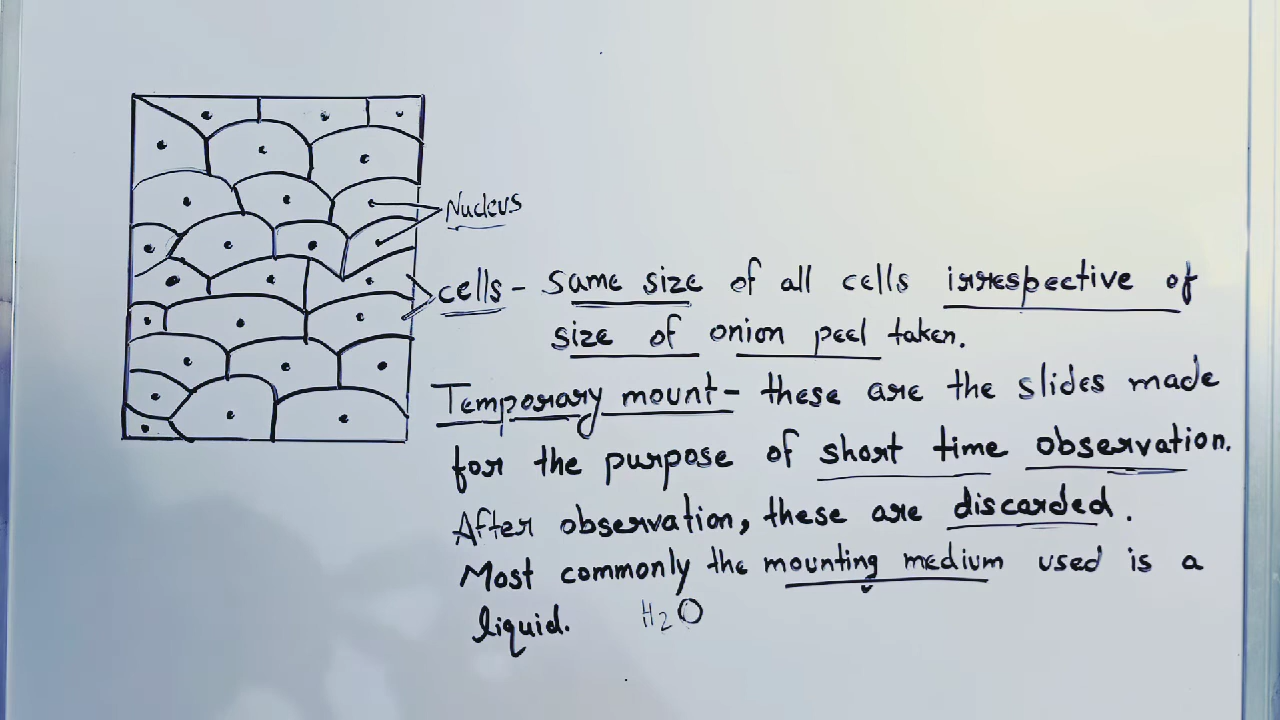 Nucleus
cells - same size of all cells irrespective of
size of onion peel taken.
Temporary mount - these are the slides made
for the purpose of short time observation.
After observation, these are discarded.
Most commonly the mounting medium used is a
liquid. H₂O